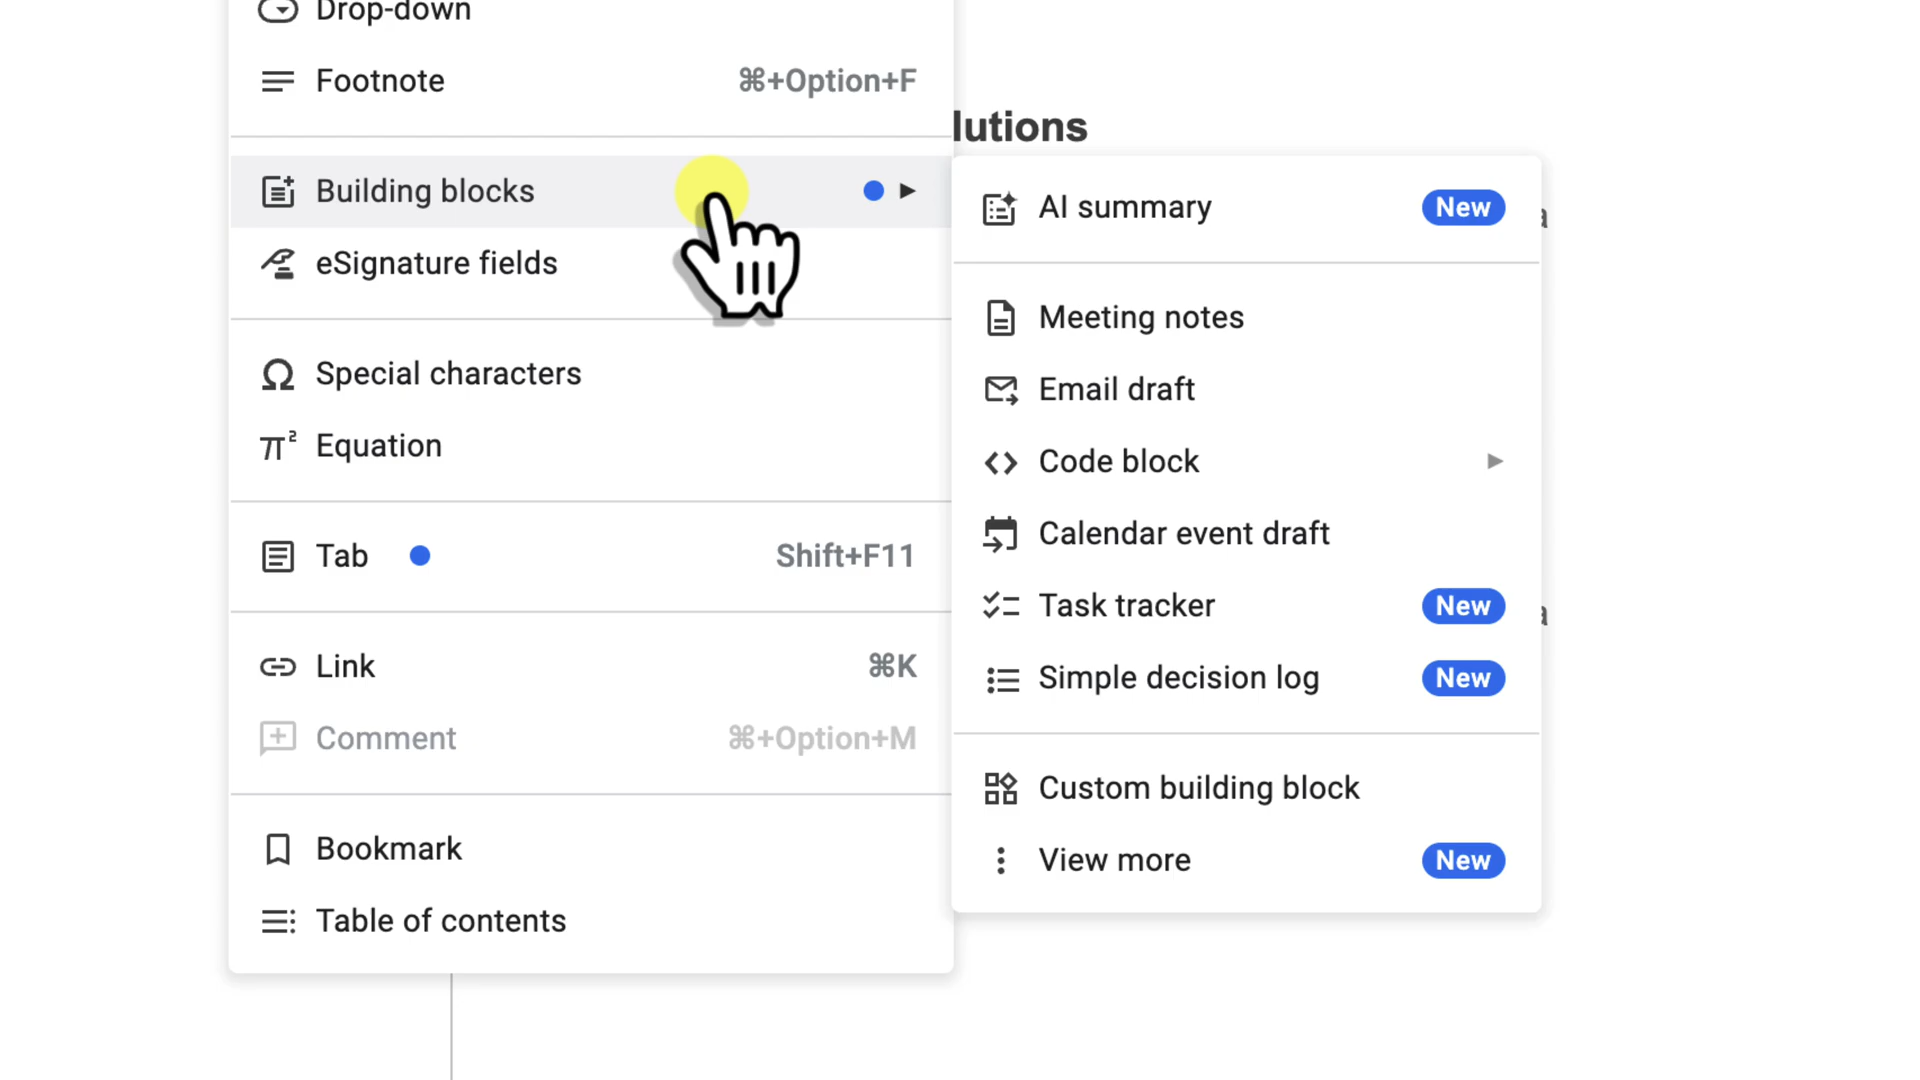 Drop-down
Footnote ⌘+Option+F
lutions
Building blocks
eSignature fields
Special characters
π² Equation
Tab Shift+F11
Link ⌘K
Comment ⌘+Option+M
Bookmark
Table of contents
AI summary New
Meeting notes
Email draft
Code block
Calendar event draft
Task tracker New
Simple decision log New
Custom building block
View more New